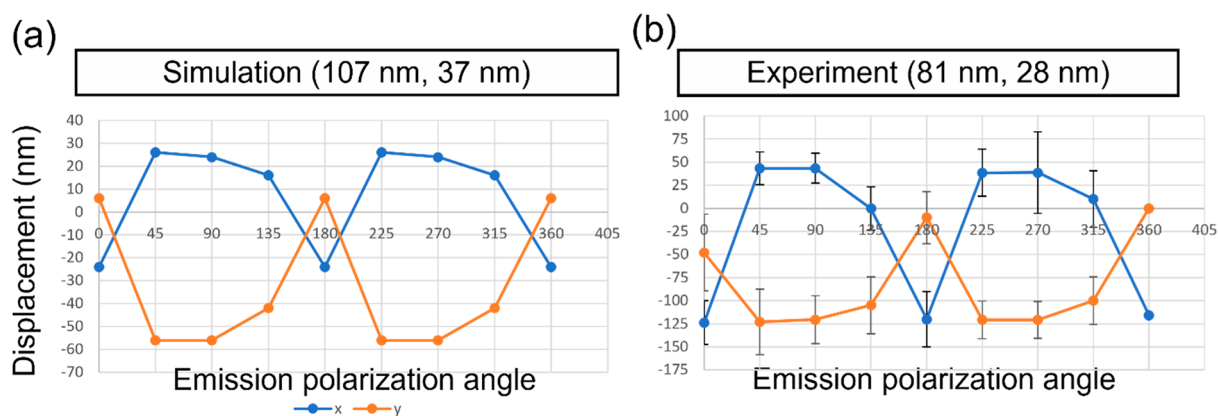 (a)
Simulation (107 nm, 37 nm)
Displacement (nm)
40
30
20
10
0
-10
-20
-30
-40
-50
-60
-70
0 45 90 135 180 225 270 315 360 405
Emission polarization angle
x y
(b)
Experiment (81 nm, 28 nm)
100
75
50
25
0
-25
-50
-75
-100
-125
-150
-175
0 45 90 135 180 225 270 315 360 405
Emission polarization angle